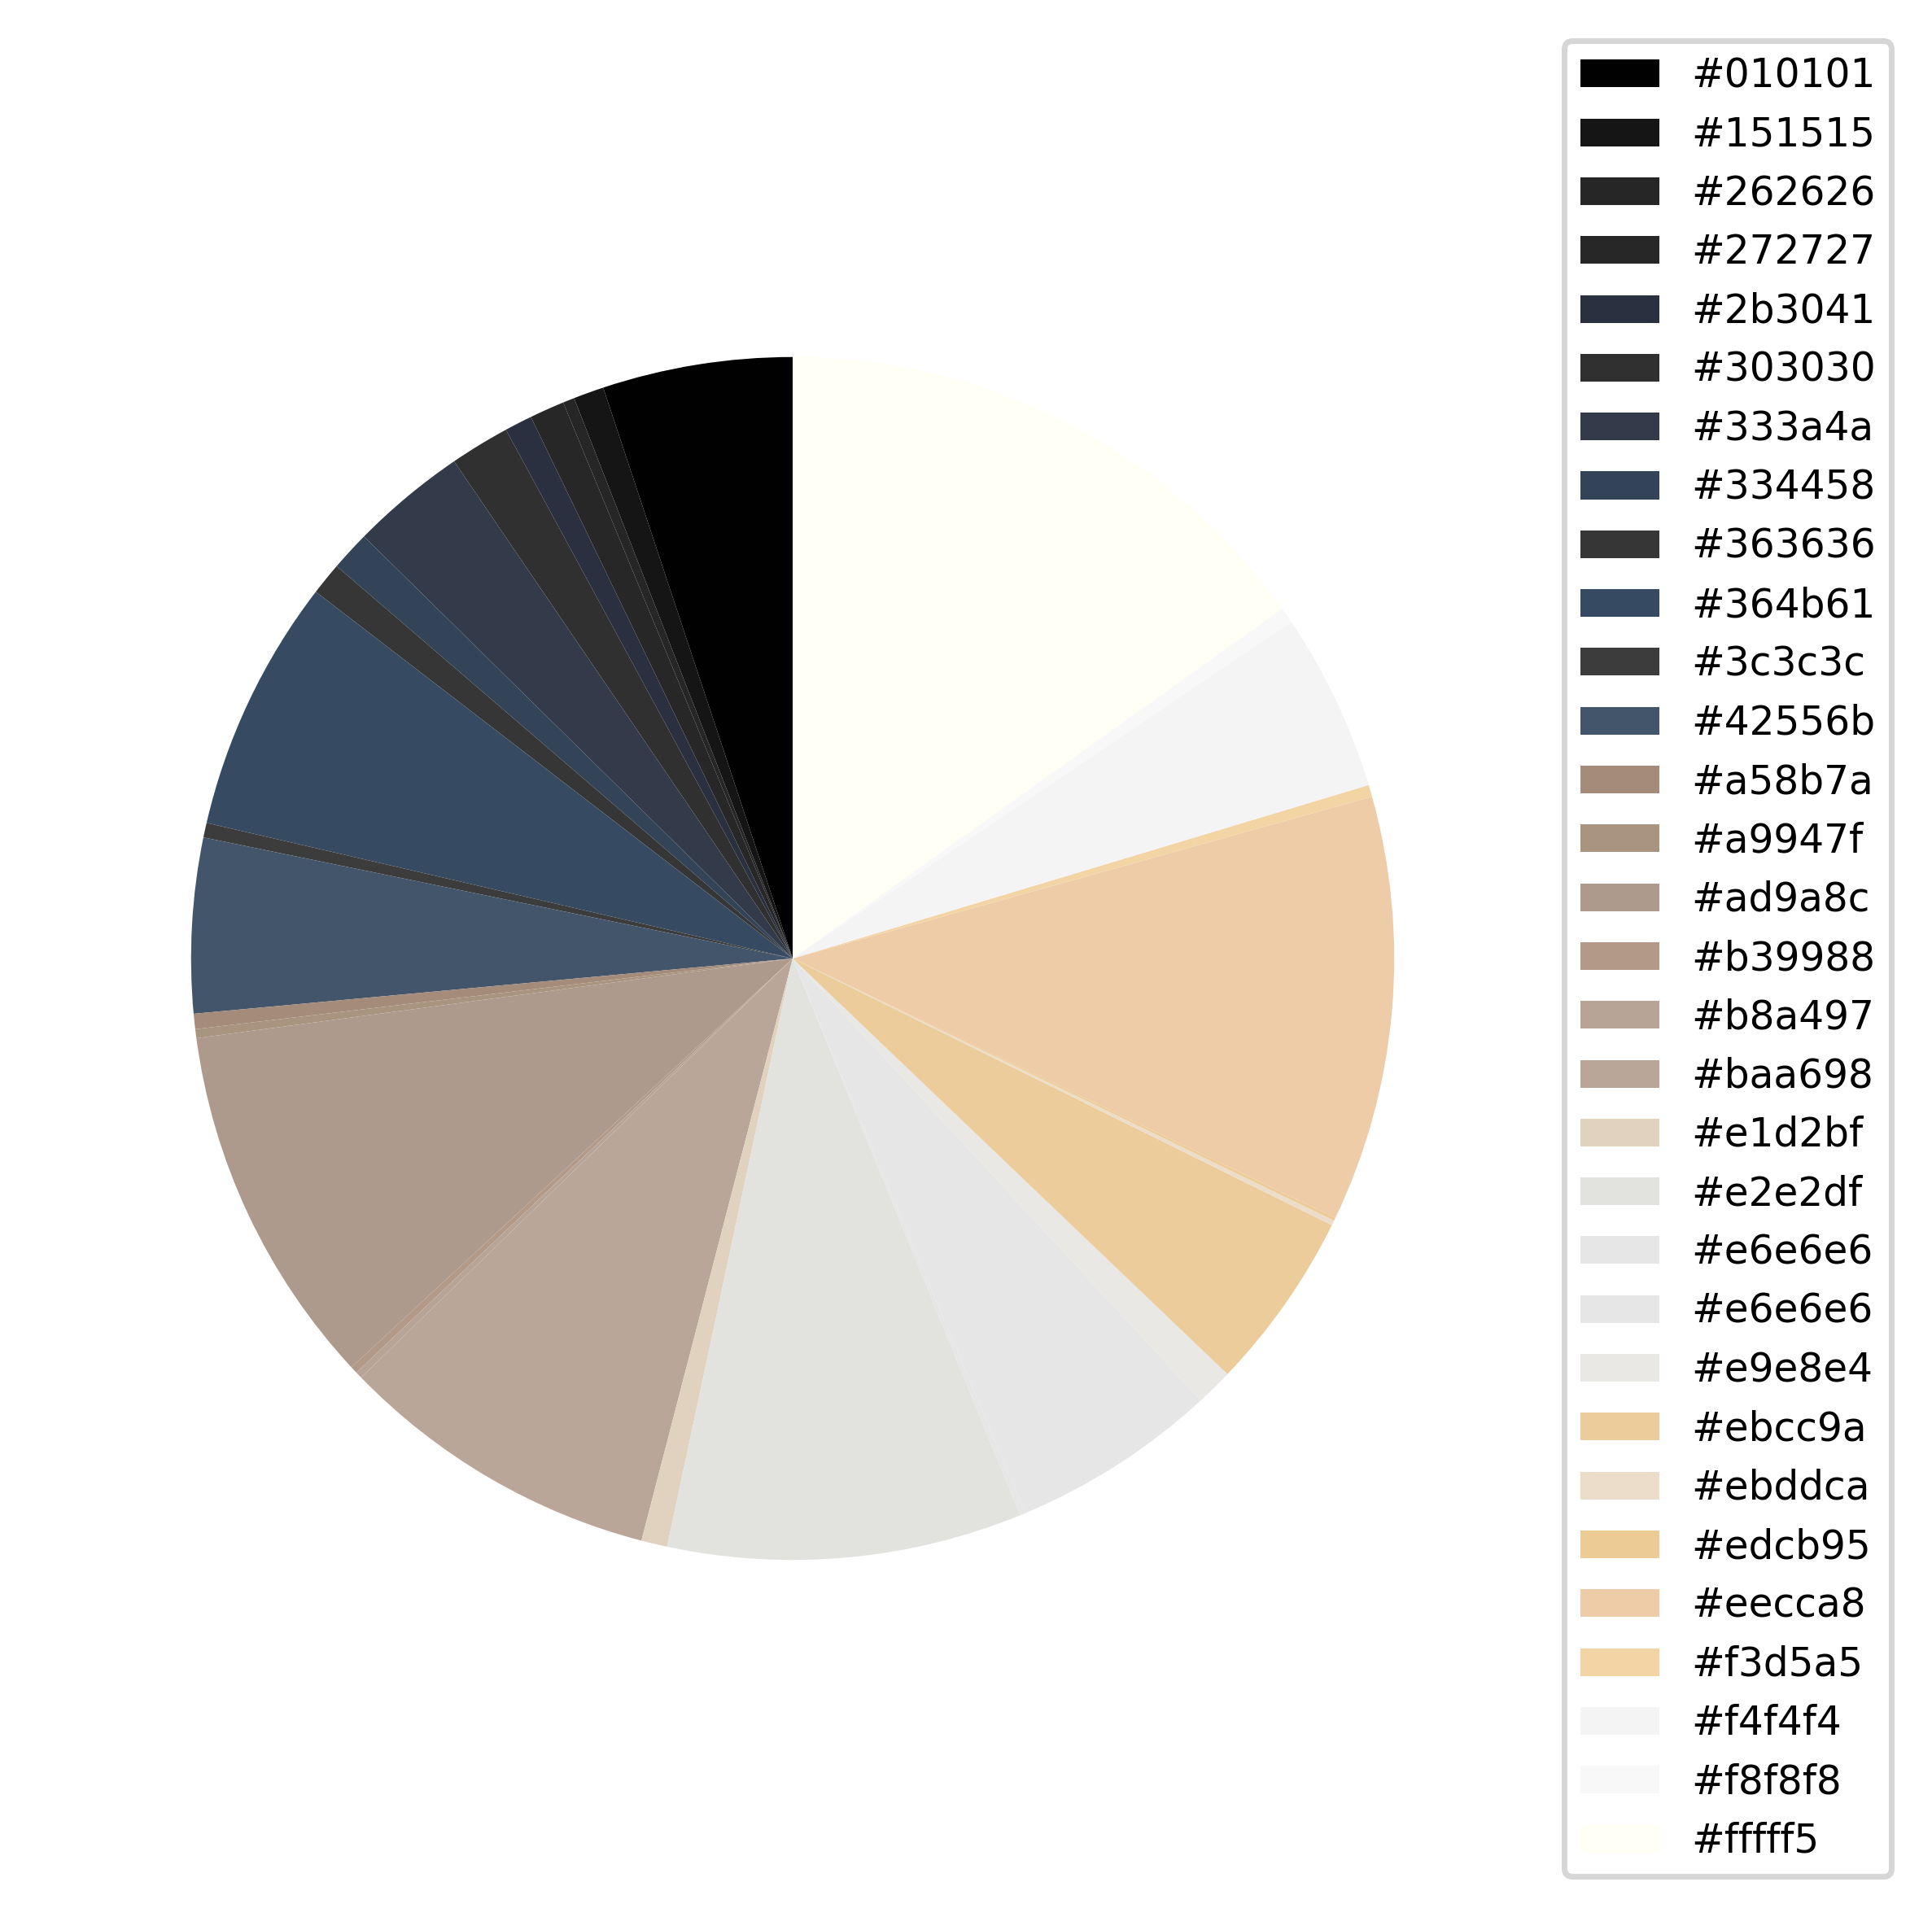 #010101
#151515
#262626
#272727
#2b3041
#303030
#333a4a
#334458
#363636
#364b61
#3c3c3c
#42556b
#a58b7a
#a9947f
#ad9a8c
#b39988
#b8a497
#baa698
#e1d2bf
#e2e2df
#e6e6e6
#e6e6e6
#e9e8e4
#ebcc9a
#ebddca
#edcb95
#eecca8
#f3d5a5
#f4f4f4
#f8f8f8
#fffff5